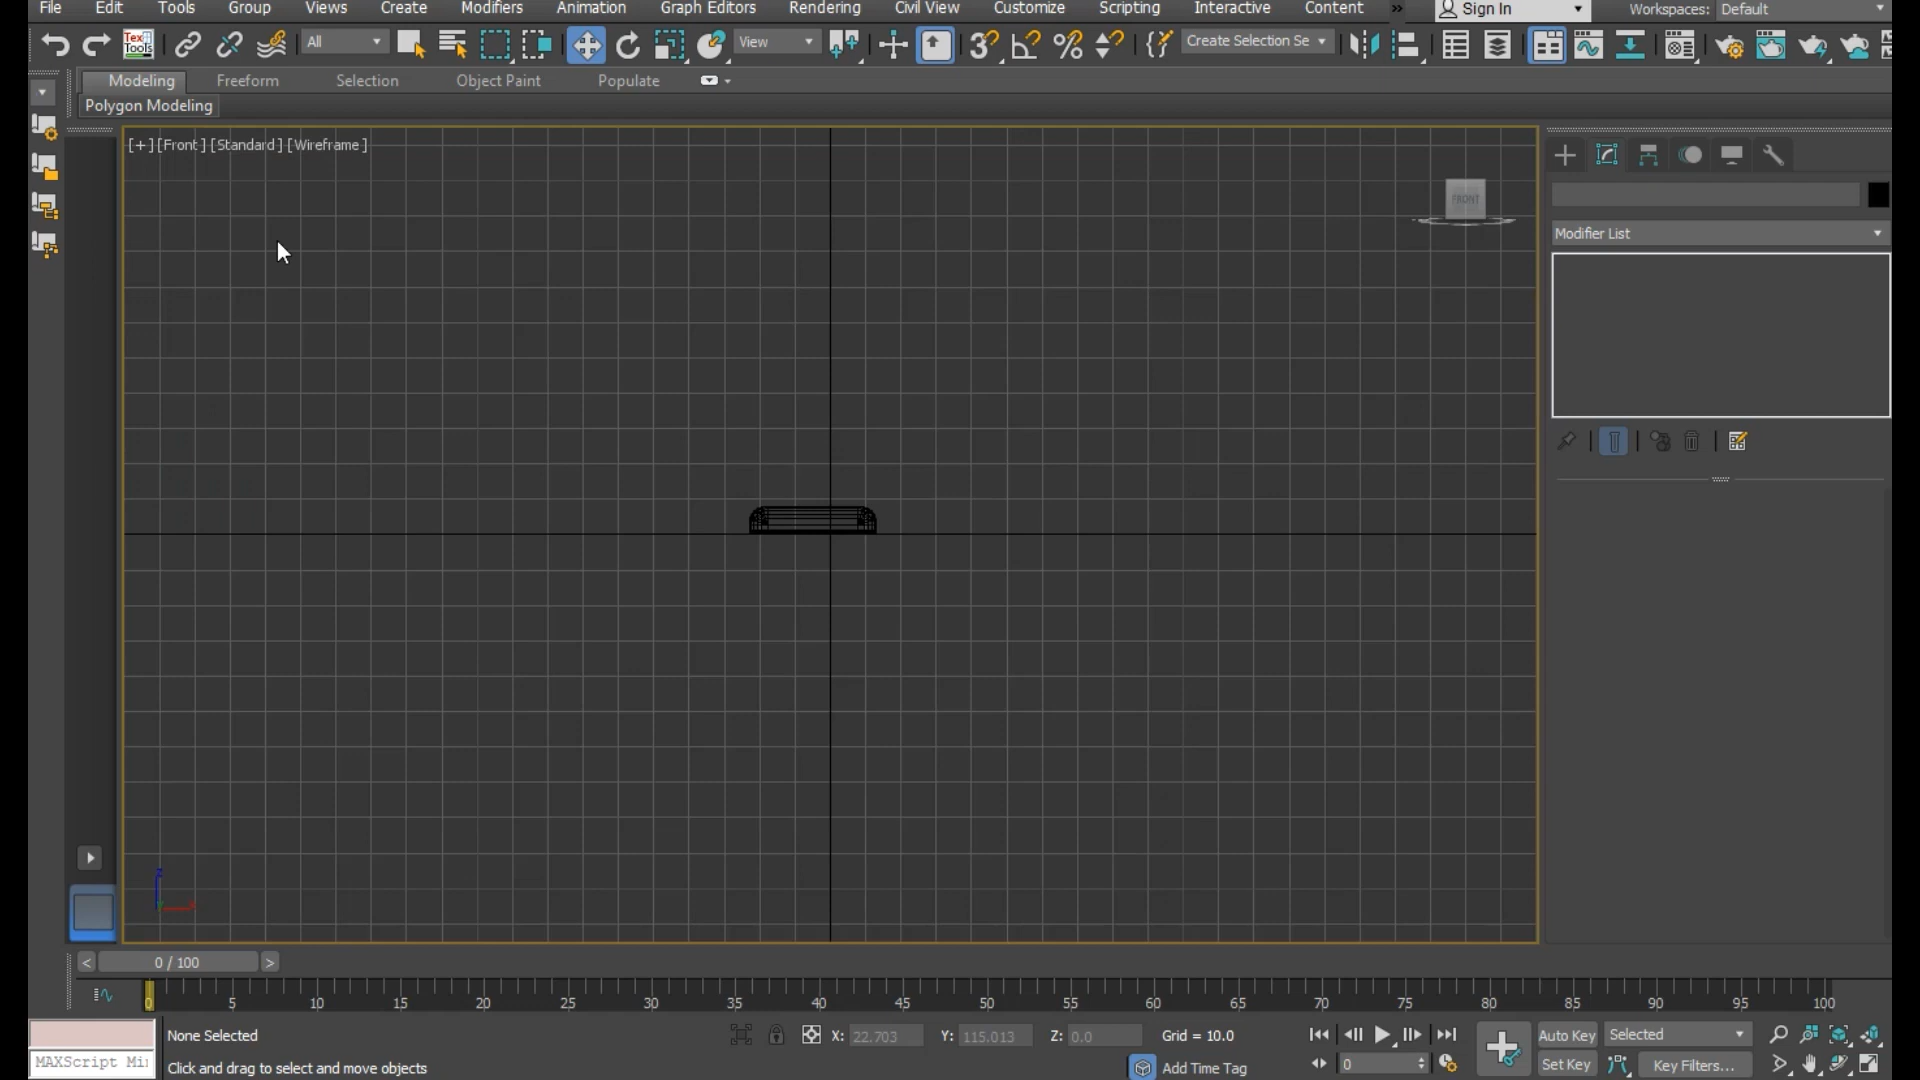 File Edit Tools Group Views Create Modifiers Animation Graph Editors Rendering Civil View Customize Scripting Interactive Content » Sign In Workspaces: Default
Tex Tools All View Create Selection Se
Modeling Freeform Selection Object Paint Populate
Polygon Modeling
[+] [Front ] [Standard ] [Wireframe ]
FRONT
Modifier List
z
x
< 0 / 100 >
0 5 10 15 20 25 30 35 40 45 50 55 60 65 70 75 80 85 90 95 100
None Selected X: 22.703 Y: 115.013 Z: 0.0 Grid = 10.0 Auto Key Selected
MAXScript Mi Click and drag to select and move objects Add Time Tag 0 Set Key Key Filters...